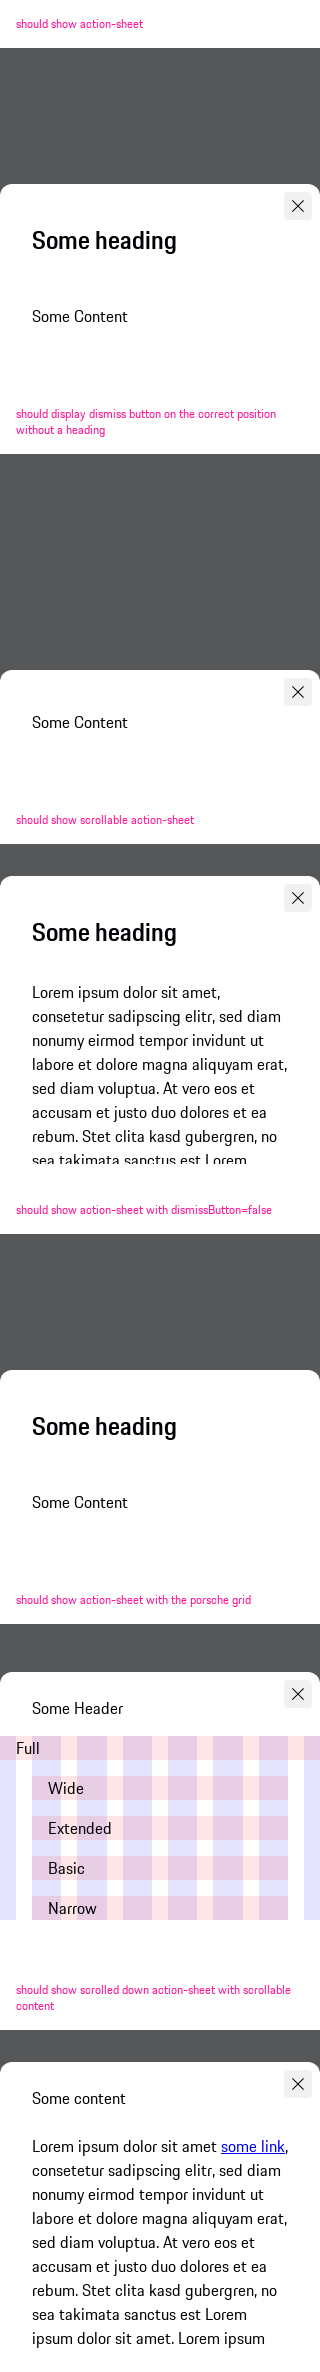 should show action-sheet
Some heading
Some Content
should display dismiss button on the correct position
without a heading
Some Content
should show scrollable action-sheet
Some heading
Lorem ipsum dolor sit amet,
consetetur sadipscing elitr, sed diam
nonumy eirmod tempor invidunt ut
labore et dolore magna aliquyam erat,
sed diam voluptua. At vero eos et
accusam et justo duo dolores et ea
rebum. Stet clita kasd gubergren, no
sea takimata sanctus est Lorem
should show action-sheet with dismissButton=false
Some heading
Some Content
should show action-sheet with the porsche grid
Some Header
Full
Wide
Extended
Basic
Narrow
should show scrolled down action-sheet with scrollable
content
Some content
Lorem ipsum dolor sit amet some link,
consetetur sadipscing elitr, sed diam
nonumy eirmod tempor invidunt ut
labore et dolore magna aliquyam erat,
sed diam voluptua. At vero eos et
accusam et justo duo dolores et ea
rebum. Stet clita kasd gubergren, no
sea takimata sanctus est Lorem
ipsum dolor sit amet. Lorem ipsum